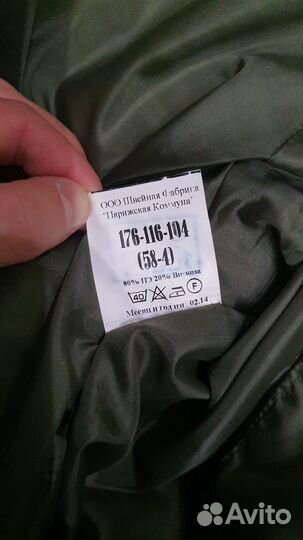 ООО Швейная Фабрика
"Парижская Коммуна"
176-116-104
(58-4)
80% ПЭ 20% Вискоза
40 F
Месяц и год изг. 02.14
Avito